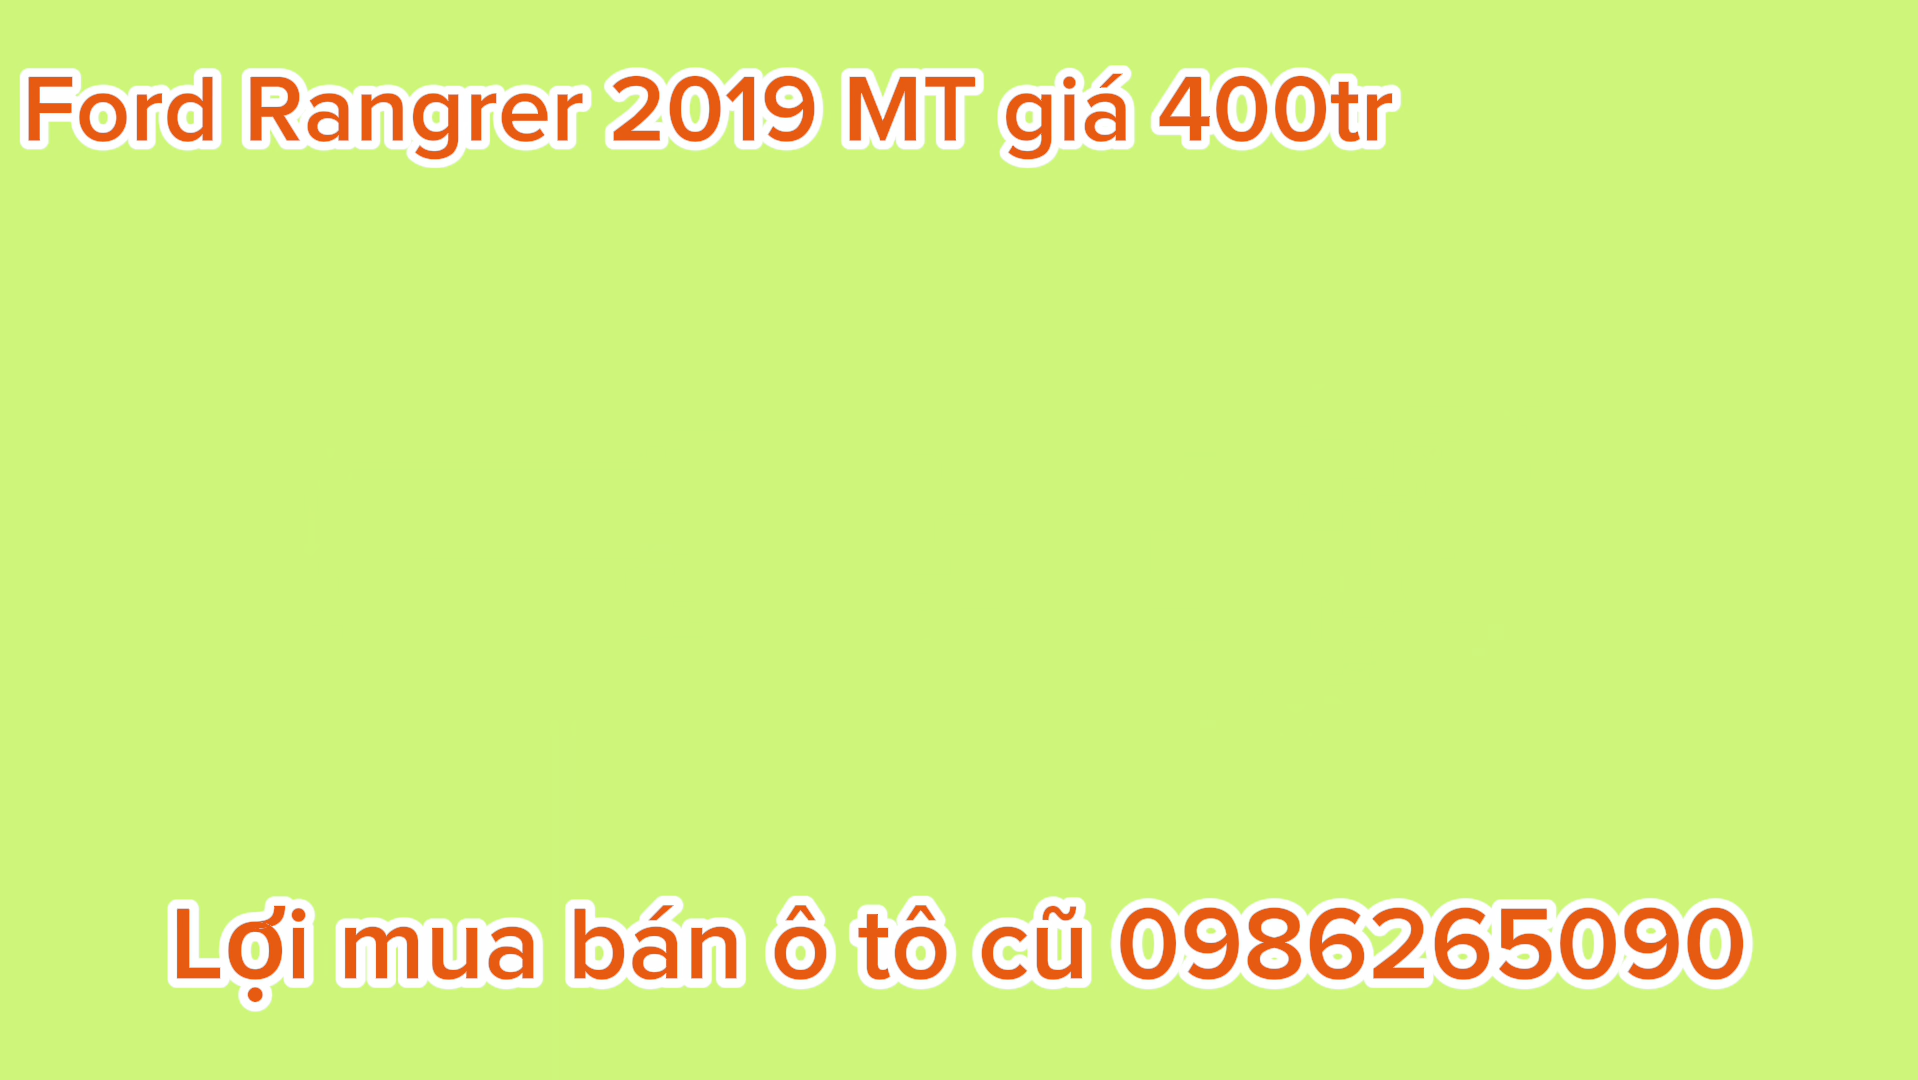 Ford Rangrer 2019 MT giá 400tr
Lợi mua bán ô tô cũ 0986265090